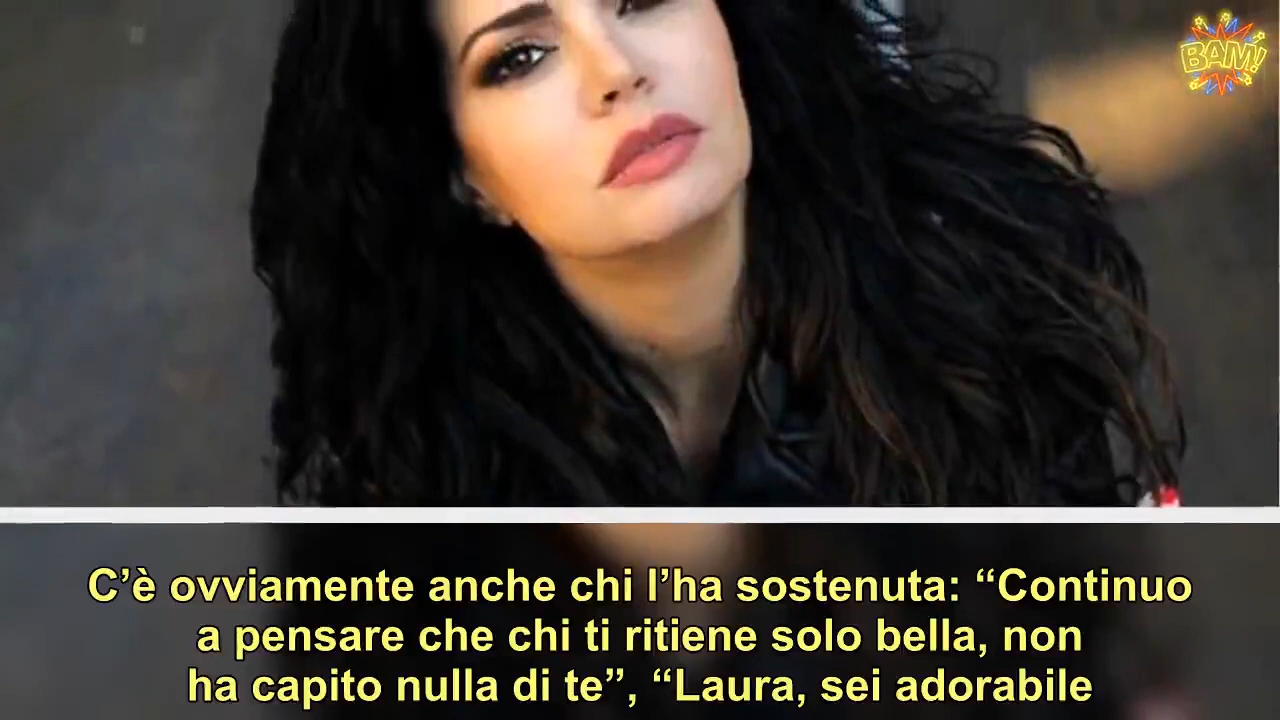 BAM!
C’è ovviamente anche chi l’ha sostenuta: “Continuo
a pensare che chi ti ritiene solo bella, non
ha capito nulla di te”, “Laura, sei adorabile